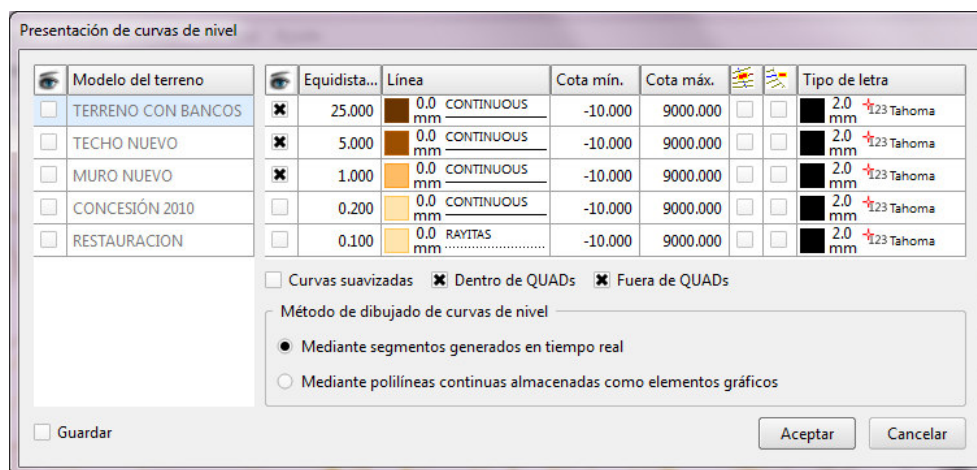 Presentación de curvas de nivel
Modelo del terreno
TERRENO CON BANCOS
TECHO NUEVO
MURO NUEVO
CONCESIÓN 2010
RESTAURACION
Equidista... Línea Cota mín. Cota máx. Tipo de letra
25.000 0.0 mm CONTINUOUS -10.000 9000.000 2.0 mm 123 Tahoma
5.000 0.0 mm CONTINUOUS -10.000 9000.000 2.0 mm 123 Tahoma
1.000 0.0 mm CONTINUOUS -10.000 9000.000 2.0 mm 123 Tahoma
0.200 0.0 mm CONTINUOUS -10.000 9000.000 2.0 mm 123 Tahoma
0.100 0.0 mm RAYITAS -10.000 9000.000 2.0 mm 123 Tahoma
Curvas suavizadas Dentro de QUADs Fuera de QUADs
Método de dibujado de curvas de nivel
Mediante segmentos generados en tiempo real
Mediante polilíneas continuas almacenadas como elementos gráficos
Guardar Aceptar Cancelar